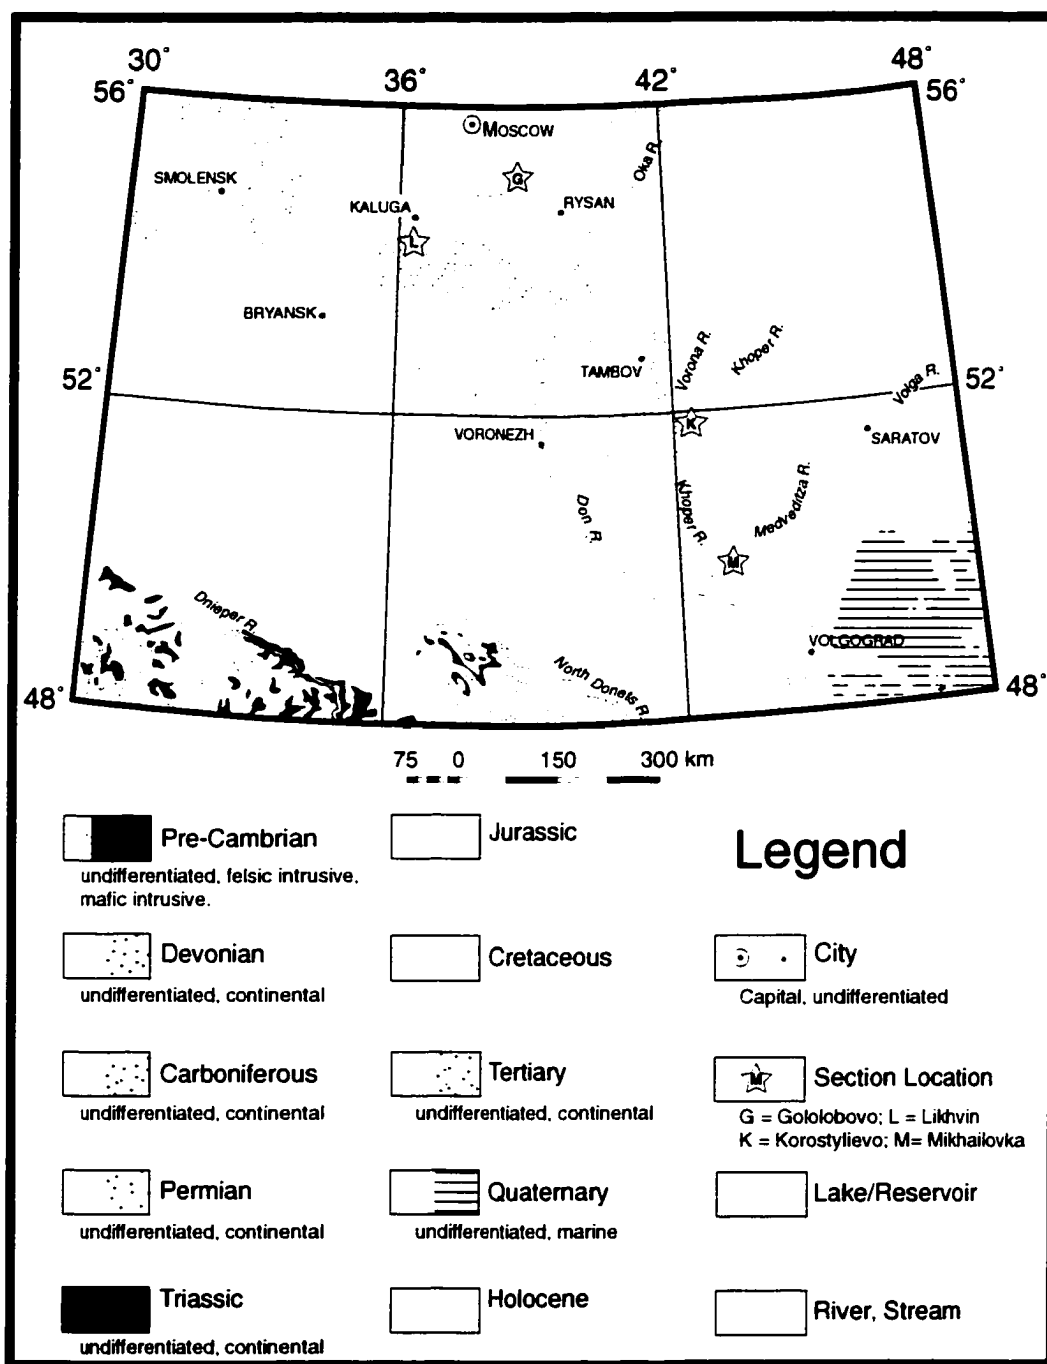 30°
36°
42°
48°
56°
56°
MOSCOW
Oka R.
G
SMOLENSK
KALUGA
RYSAN
L
BRYANSK
TAMBOV
Vorona R.
Khoper R.
52°
52°
Volga R.
K
VORONEZH
SARATOV
Don R.
Khoper R.
Medveditza R.
M
Dnieper R.
VOLGOGRAD
North Donets R.
48°
48°
75 0 150 300 km
Legend
Pre-Cambrian
undifferentiated, felsic intrusive,
mafic intrusive.
Devonian
undifferentiated, continental
Carboniferous
undifferentiated, continental
Permian
undifferentiated, continental
Triassic
undifferentiated, continental
Jurassic
Cretaceous
Tertiary
undifferentiated, continental
Quaternary
undifferentiated, marine
Holocene
City
Capital, undifferentiated
M
Section Location
G = Gololobovo; L = Likhvin
K = Korostylievo; M= Mikhailovka
Lake/Reservoir
River, Stream